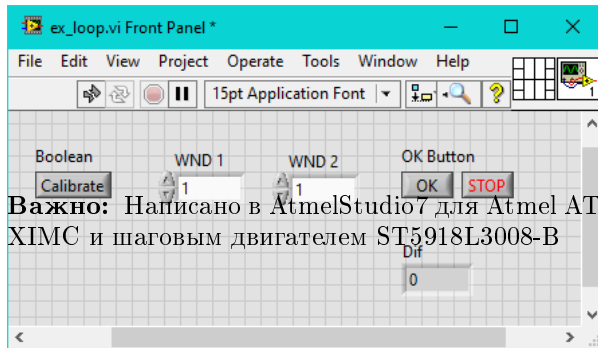 ex_loop.vi Front Panel *
File Edit View Project Operate Tools Window Help
15pt Application Font
1
Boolean WND 1 WND 2 OK Button
Calibrate 1 1 OK STOP
Важно: Написано в AtmelStudio7 для Atmel AT
XIMC и шаговым двигателем ST5918L3008-B
Dif
0